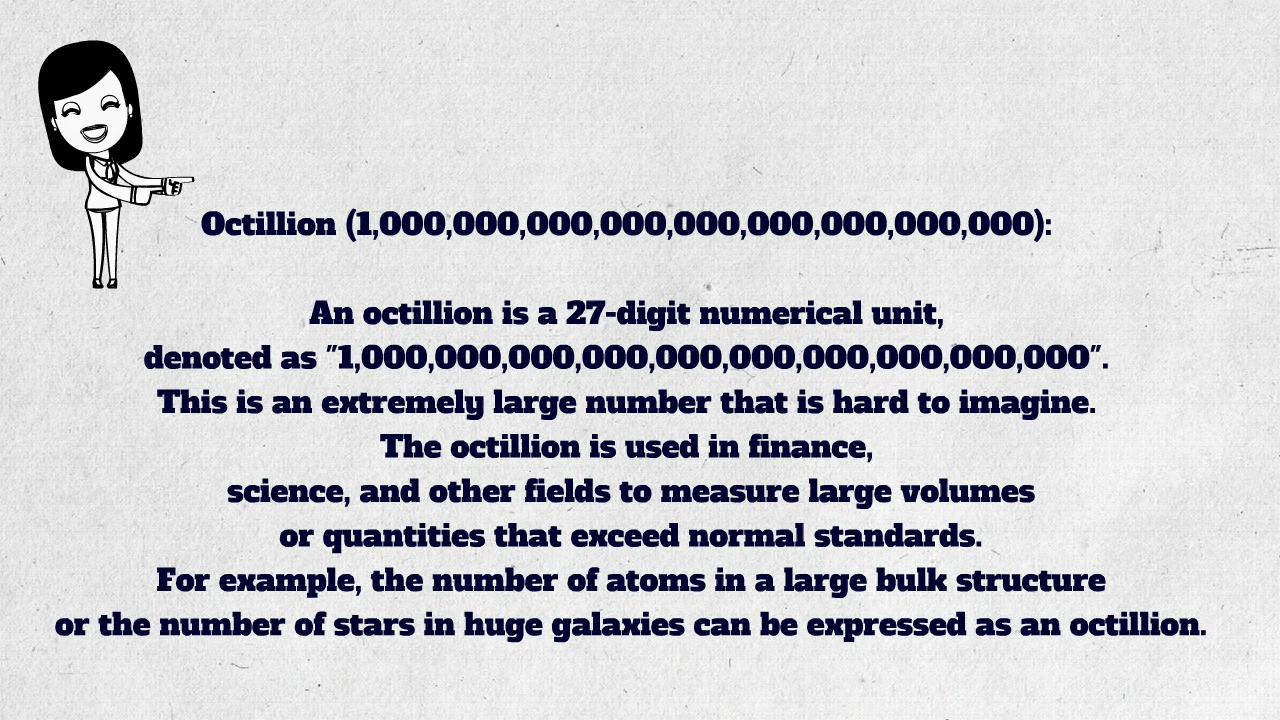 Octillion (1,000,000,000,000,000,000,000,000,000):
An octillion is a 27-digit numerical unit,
denoted as "1,000,000,000,000,000,000,000,000,000,000".
This is an extremely large number that is hard to imagine.
The octillion is used in finance,
science, and other fields to measure large volumes
or quantities that exceed normal standards.
For example, the number of atoms in a large bulk structure
or the number of stars in huge galaxies can be expressed as an octillion.